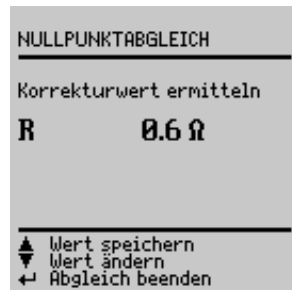 NULLPUNKTABGLEICH
Korrekturwert ermitteln
R 0.6 Ω
▲ Wert speichern
▼ Wert ändern
↵ Abgleich beenden